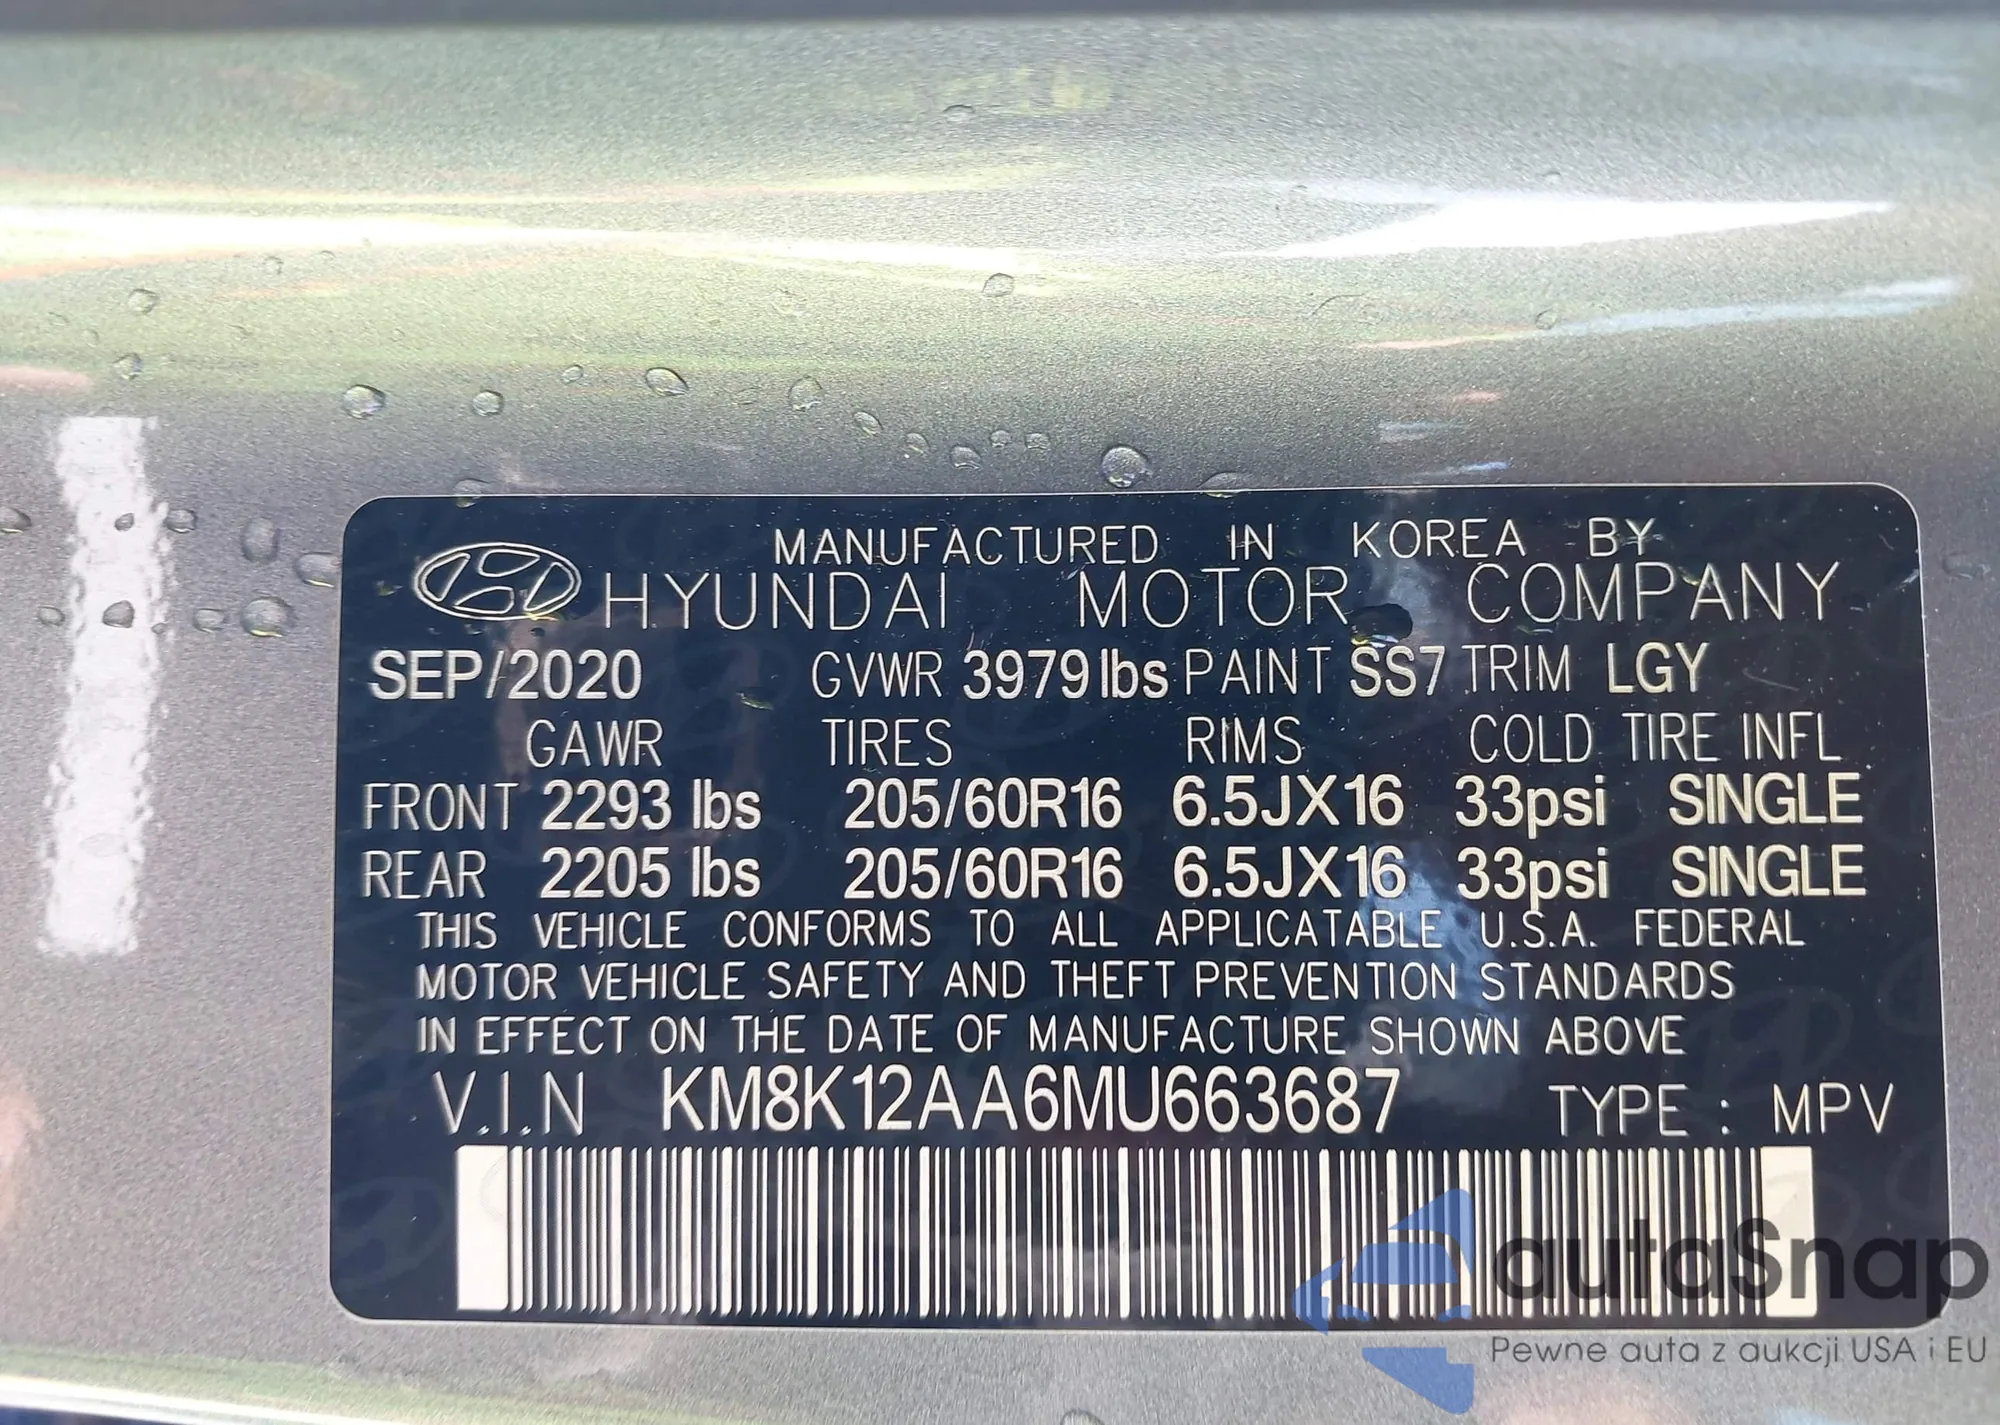 MANUFACTURED IN KOREA BY
HYUNDAI MOTOR COMPANY
SEP/2020 GVWR 3979lbs PAINT SS7 TRIM LGY
GAWR TIRES RIMS COLD TIRE INFL
FRONT 2293 lbs 205/60R16 6.5JX16 33psi SINGLE
REAR 2205 lbs 205/60R16 6.5JX16 33psi SINGLE
THIS VEHICLE CONFORMS TO ALL APPLICATABLE U.S.A. FEDERAL
MOTOR VEHICLE SAFETY AND THEFT PREVENTION STANDARDS
IN EFFECT ON THE DATE OF MANUFACTURE SHOWN ABOVE
V.I.N KM8K12AA6MU663687 TYPE : MPV
autaSnap
Pewne auta z aukcji USA i EU